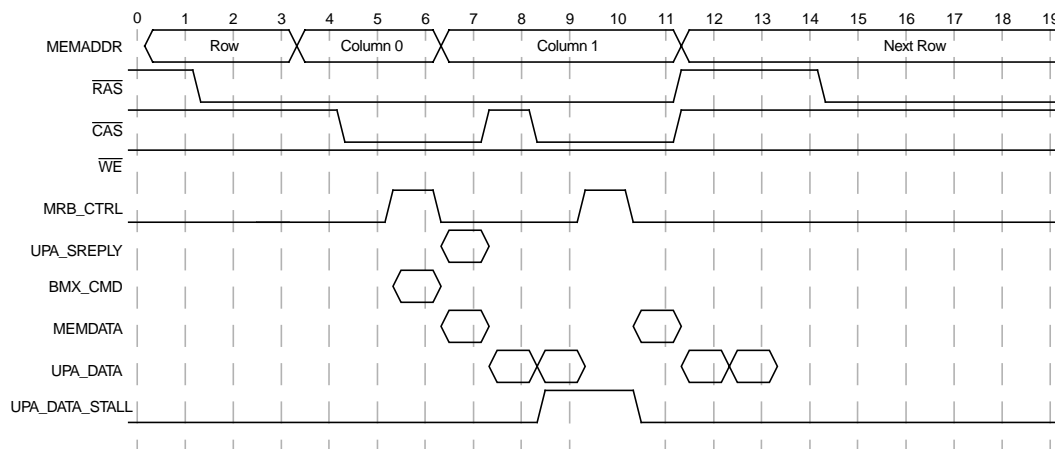 0 1 2 3 4 5 6 7 8 9 10 11 12 13 14 15 16 17 18 19
MEMADDR Row Column 0 Column 1 Next Row
RAS
CAS
WE
MRB_CTRL
UPA_SREPLY
BMX_CMD
MEMDATA
UPA_DATA
UPA_DATA_STALL